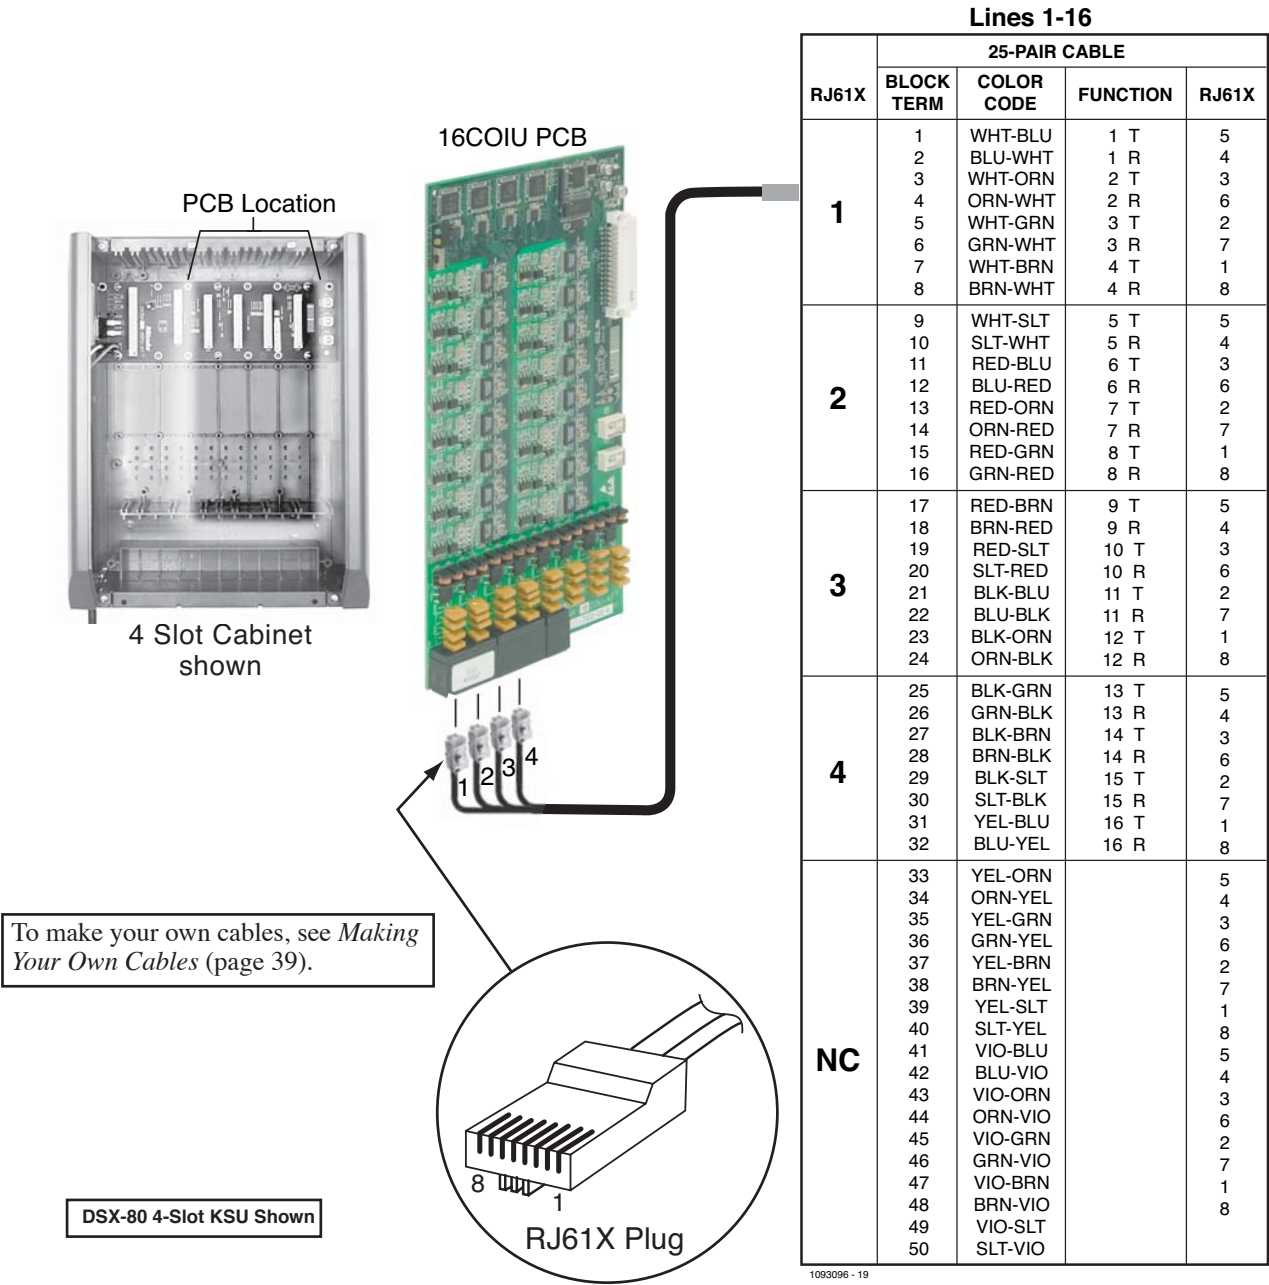 Lines 1-16
25-PAIR CABLE
RJ61X BLOCK TERM COLOR CODE FUNCTION RJ61X
1
1 WHT-BLU 1 T 5
2 BLU-WHT 1 R 4
3 WHT-ORN 2 T 3
4 ORN-WHT 2 R 6
5 WHT-GRN 3 T 2
6 GRN-WHT 3 R 7
7 WHT-BRN 4 T 1
8 BRN-WHT 4 R 8
2
9 WHT-SLT 5 T 5
10 SLT-WHT 5 R 4
11 RED-BLU 6 T 3
12 BLU-RED 6 R 6
13 RED-ORN 7 T 2
14 ORN-RED 7 R 7
15 RED-GRN 8 T 1
16 GRN-RED 8 R 8
3
17 RED-BRN 9 T 5
18 BRN-RED 9 R 4
19 RED-SLT 10 T 3
20 SLT-RED 10 R 6
21 BLK-BLU 11 T 2
22 BLU-BLK 11 R 7
23 BLK-ORN 12 T 1
24 ORN-BLK 12 R 8
4
25 BLK-GRN 13 T 5
26 GRN-BLK 13 R 4
27 BLK-BRN 14 T 3
28 BRN-BLK 14 R 6
29 BLK-SLT 15 T 2
30 SLT-BLK 15 R 7
31 YEL-BLU 16 T 1
32 BLU-YEL 16 R 8
NC
33 YEL-ORN 5
34 ORN-YEL 4
35 YEL-GRN 3
36 GRN-YEL 6
37 YEL-BRN 2
38 BRN-YEL 7
39 YEL-SLT 1
40 SLT-YEL 8
41 VIO-BLU 5
42 BLU-VIO 4
43 VIO-ORN 3
44 ORN-VIO 6
45 VIO-GRN 2
46 GRN-VIO 7
47 VIO-BRN 1
48 BRN-VIO 8
49 VIO-SLT
50 SLT-VIO
1093096 - 19
16COIU PCB
PCB Location
4 Slot Cabinet
shown
1 2 3 4
To make your own cables, see Making
Your Own Cables (page 39).
8 1
RJ61X Plug
DSX-80 4-Slot KSU Shown